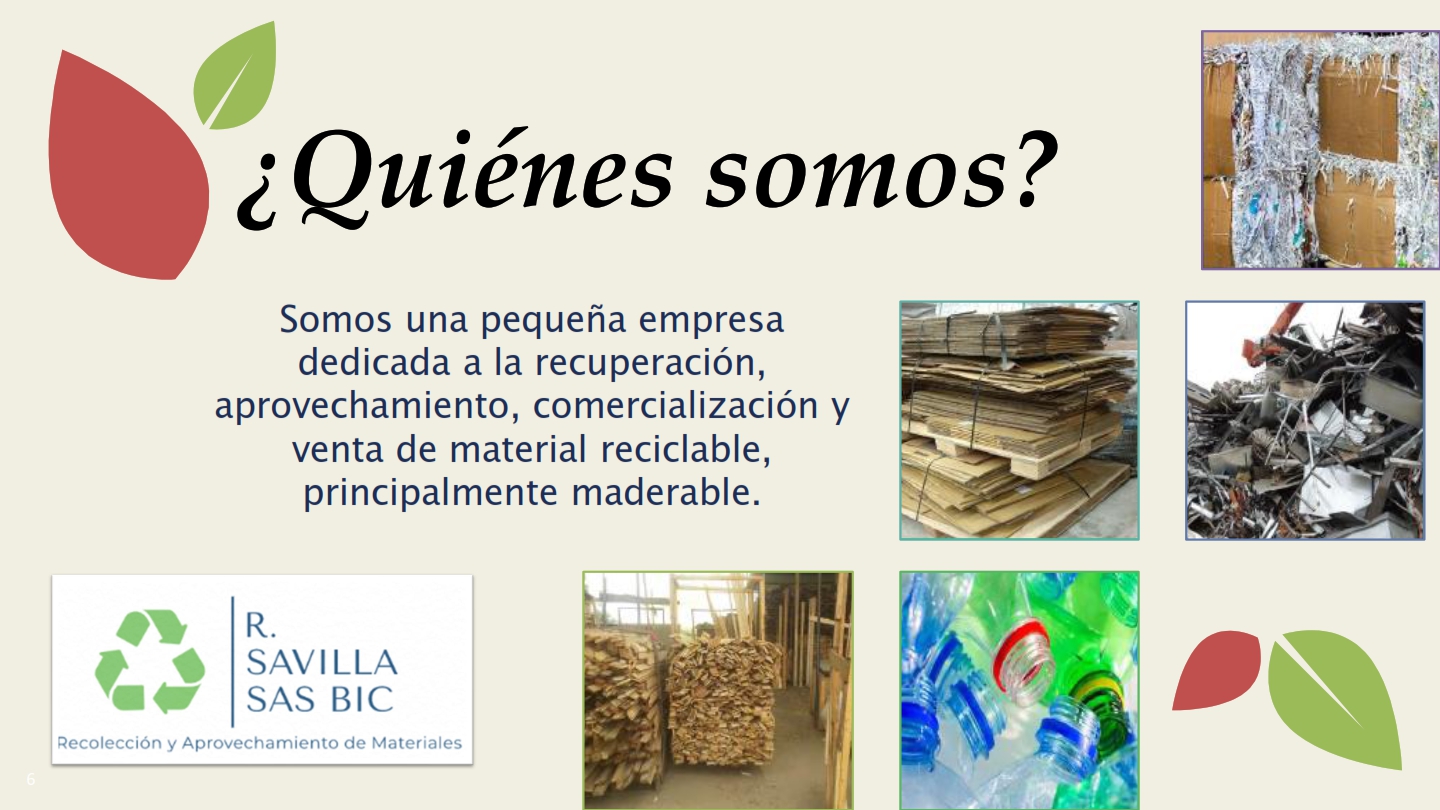 ¿Quiénes somos?
Somos una pequeña empresa
dedicada a la recuperación,
aprovechamiento, comercialización y
venta de material reciclable,
principalmente maderable.
R.
SAVILLA
SAS BIC
Recolección y Aprovechamiento de Materiales
6